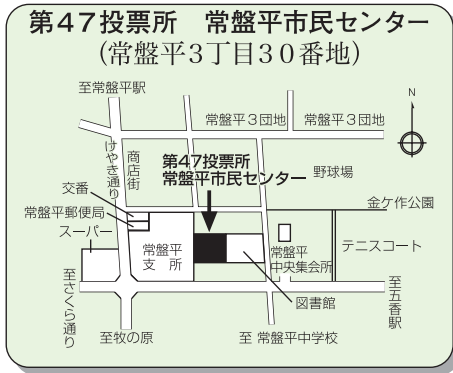 第47投票所 常盤平市民センター
(常盤平3丁目30番地)
至常盤平駅
N
常盤平3団地
常盤平3団地
けやき通り
商店街
第47投票所
常盤平市民センター
野球場
交番
金ケ作公園
常盤平郵便局
スーパー
常盤平
支所
常盤平
中央集会所
テニスコート
図書館
至さくら通り
至五香駅
至牧の原
至 常盤平中学校